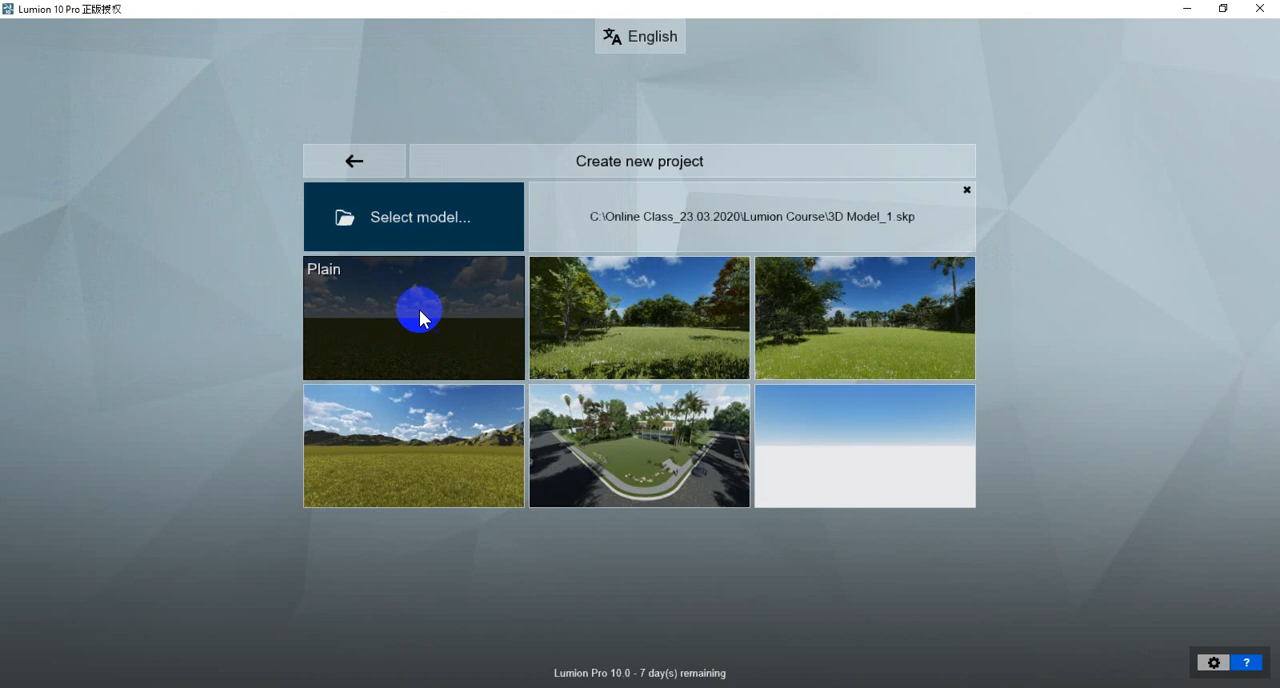 Lumion 10 Pro 正版授权
English
Create new project
Select model...
C:\Online Class_23.03.2020\Lumion Course\3D Model_1.skp
Plain
Lumion Pro 10.0 - 7 day(s) remaining
?